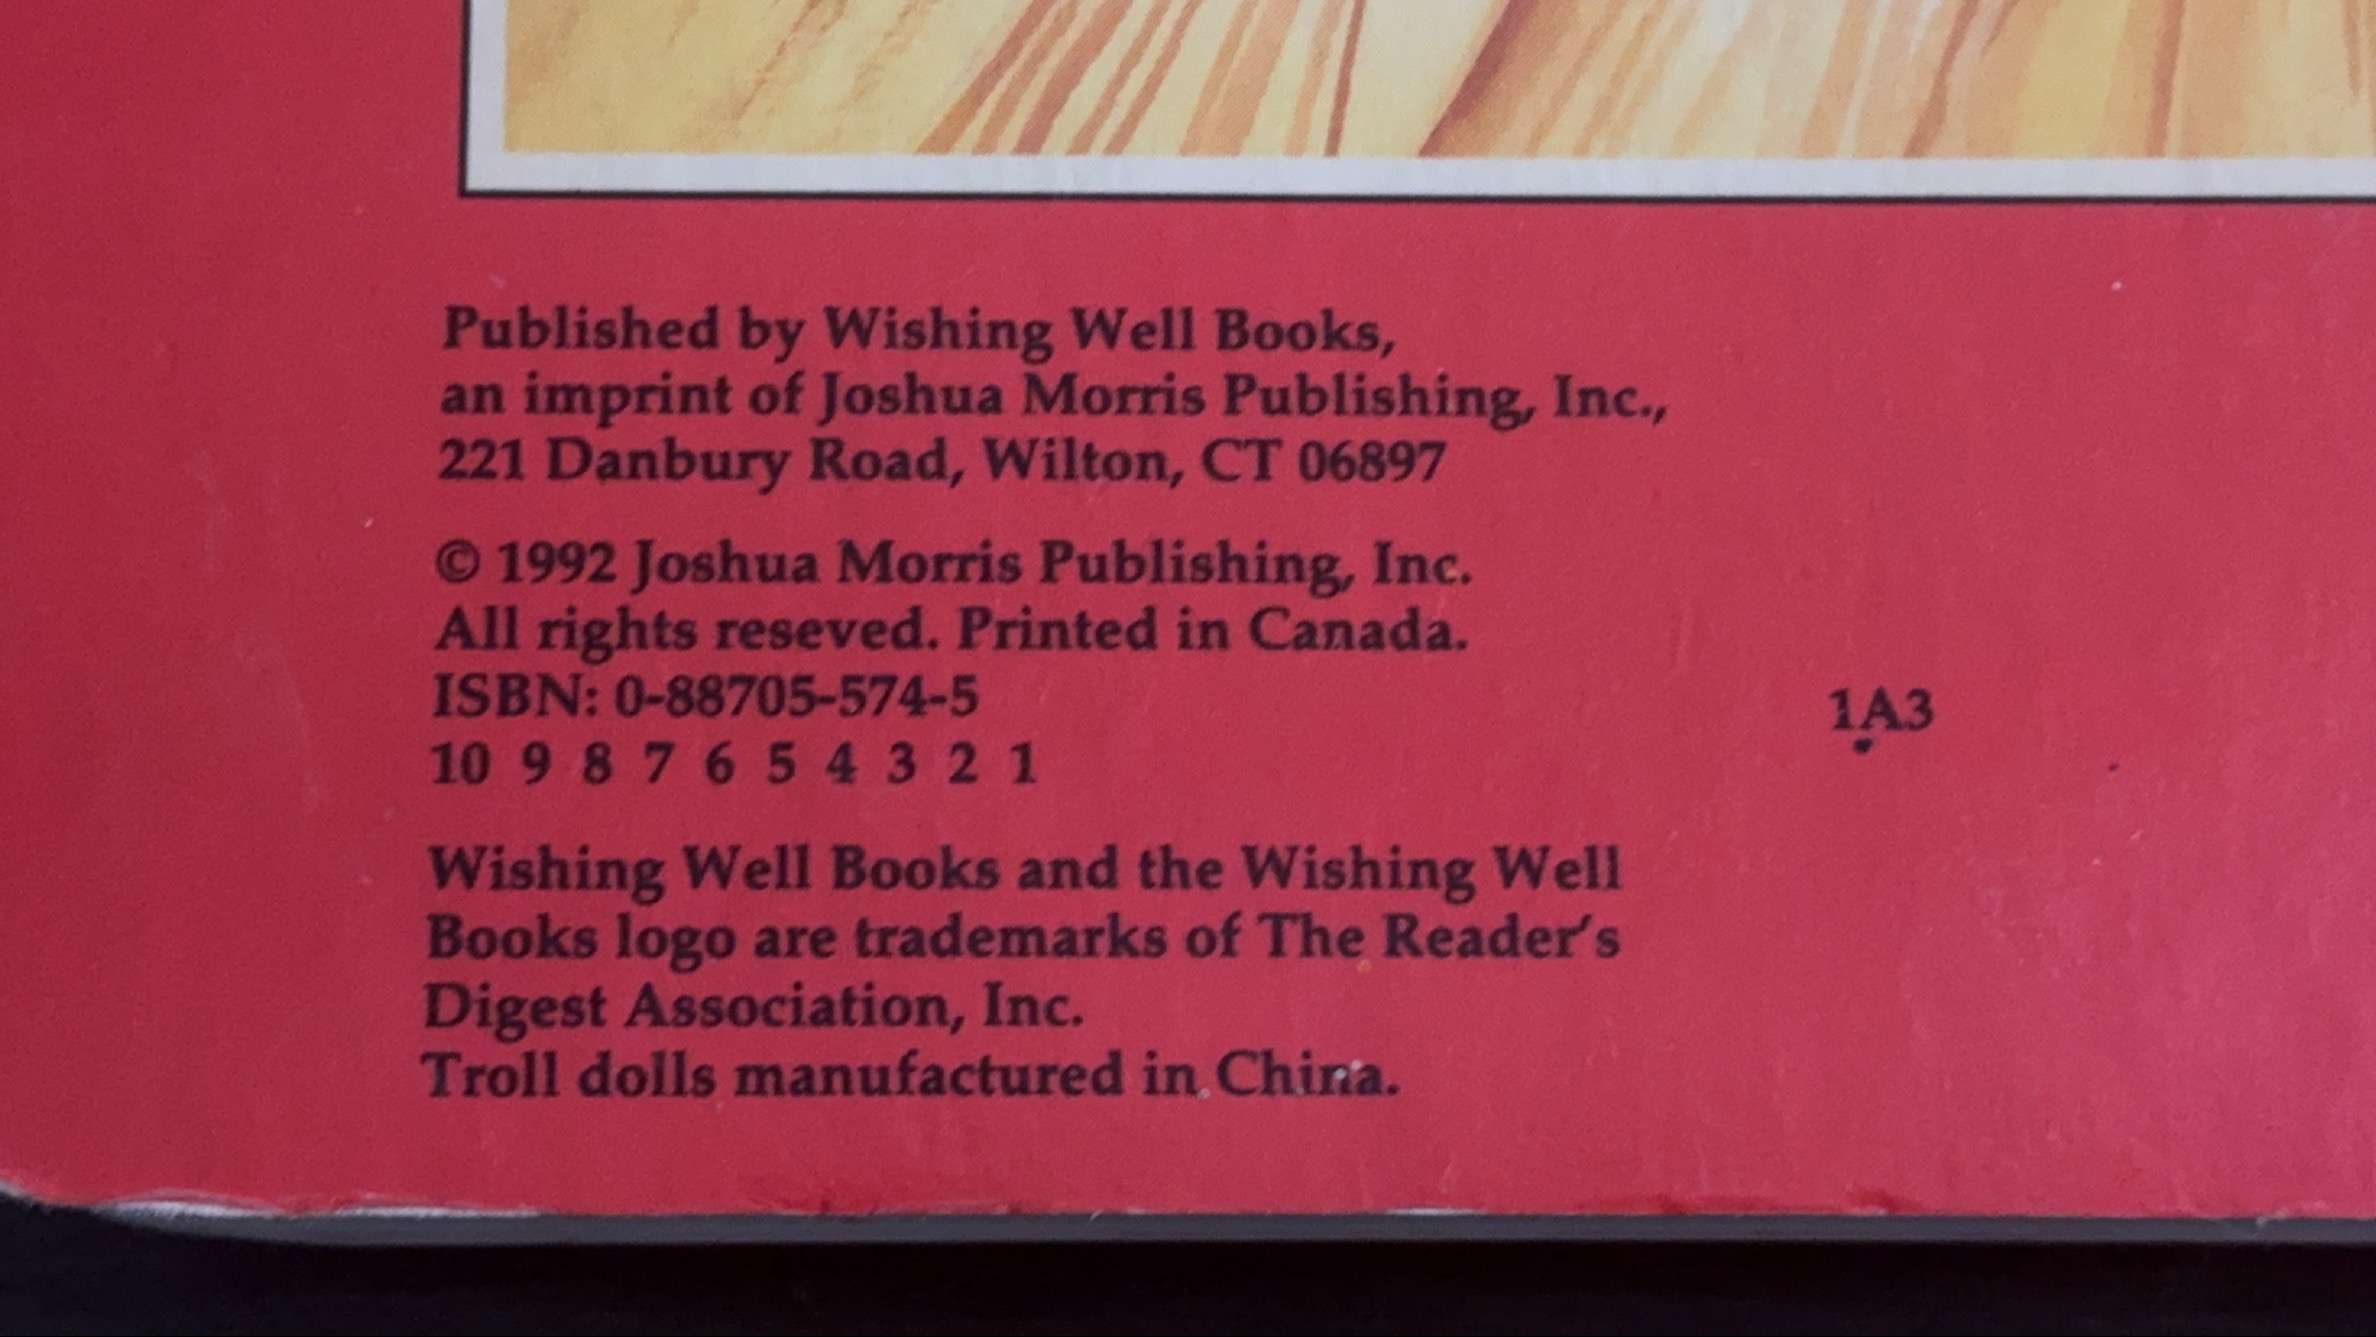 Published by Wishing Well Books,
an imprint of Joshua Morris Publishing, Inc.,
221 Danbury Road, Wilton, CT 06897
© 1992 Joshua Morris Publishing, Inc.
All rights reseved. Printed in Canada.
ISBN: 0-88705-574-5
10 9 8 7 6 5 4 3 2 1
1A3
Wishing Well Books and the Wishing Well
Books logo are trademarks of The Reader's
Digest Association, Inc.
Troll dolls manufactured in China.